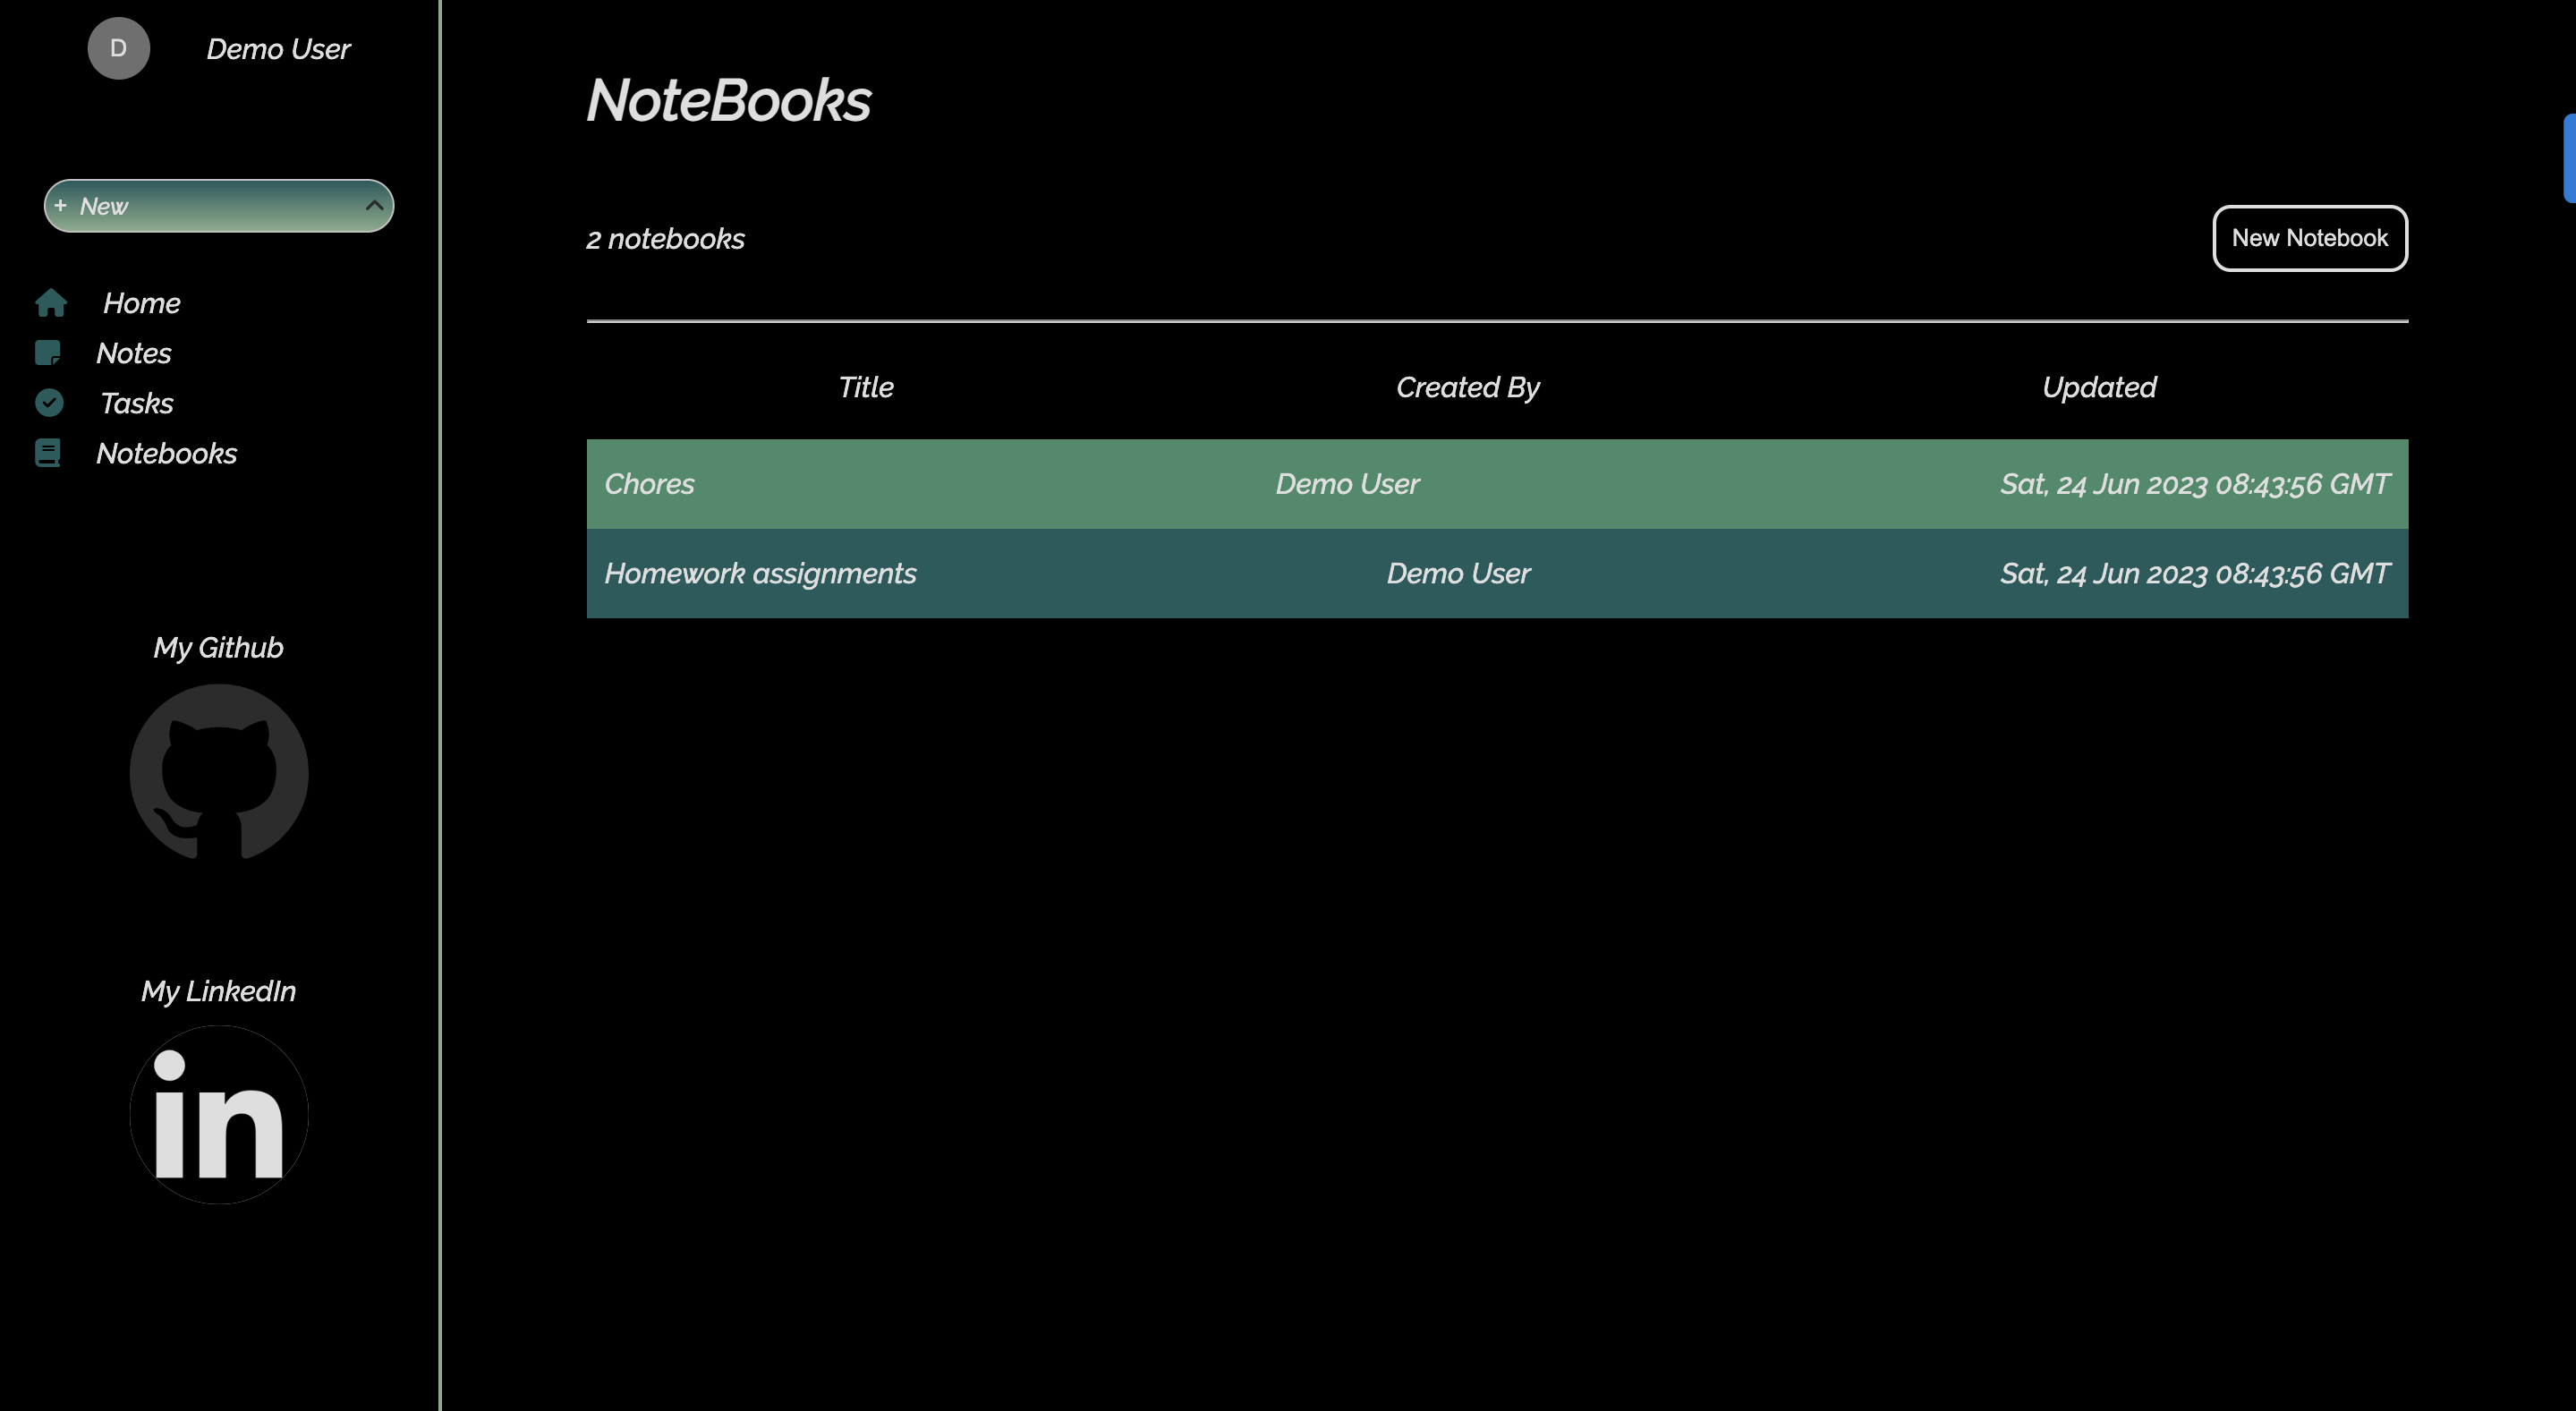 D Demo User
+ New
Home
Notes
Tasks
Notebooks
My Github
My LinkedIn
in
NoteBooks
2 notebooks
New Notebook
Title Created By Updated
Chores Demo User Sat, 24 Jun 2023 08:43:56 GMT
Homework assignments Demo User Sat, 24 Jun 2023 08:43:56 GMT